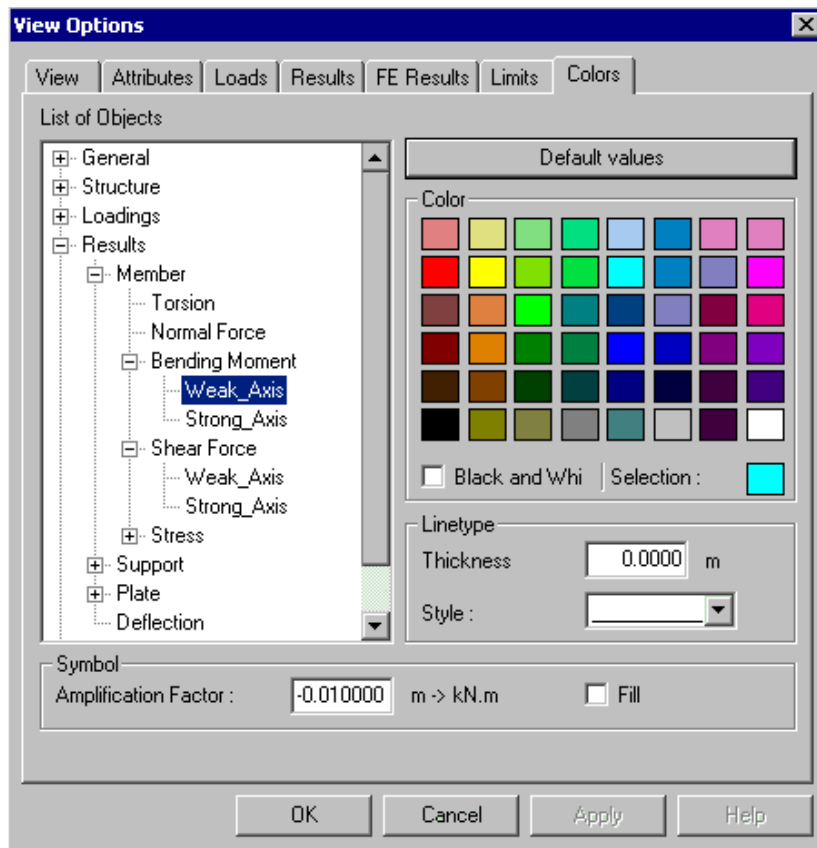 View Options
View Attributes Loads Results FE Results Limits Colors
List of Objects
General
Structure
Loadings
Results
Member
Torsion
Normal Force
Bending Moment
Weak_Axis
Strong_Axis
Shear Force
Weak_Axis
Strong_Axis
Stress
Support
Plate
Deflection
Default values
Color
Black and Whi Selection :
Linetype
Thickness 0.0000 m
Style :
Symbol
Amplification Factor : -0.010000 m -> kN.m Fill
OK Cancel Apply Help